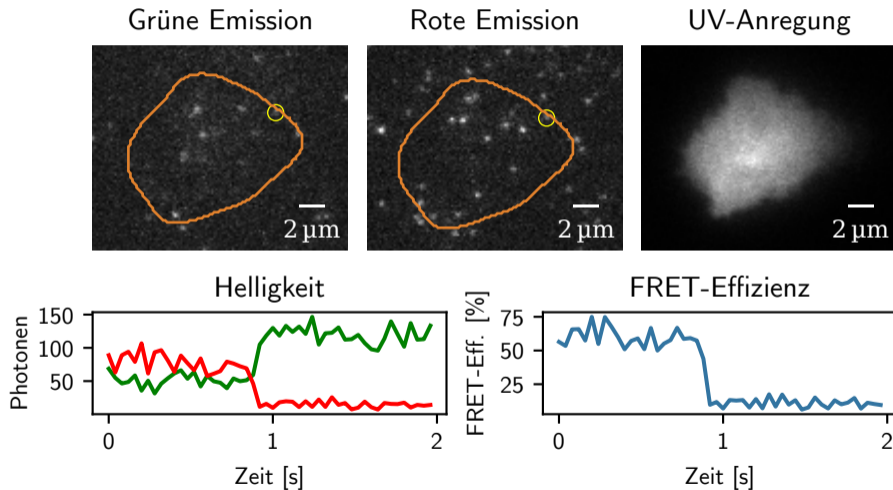 Grüne Emission
Rote Emission
UV-Anregung
2 µm
2 µm
2 µm
Helligkeit
Photonen
150
100
50
0
1
2
Zeit [s]
FRET-Effizienz
FRET-Eff. [%]
75
50
25
0
1
2
Zeit [s]